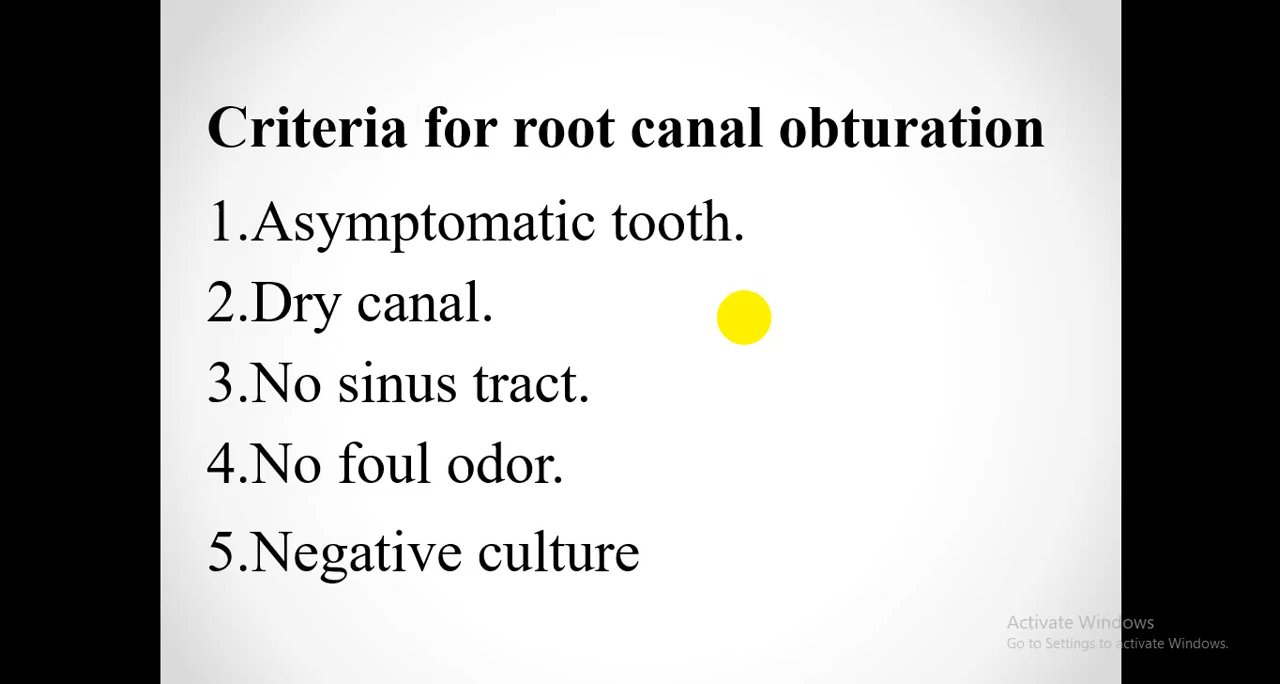 Criteria for root canal obturation
1.Asymptomatic tooth.
2.Dry canal.
3.No sinus tract.
4.No foul odor.
5.Negative culture
Activate Windows
Go to Settings to activate Windows.